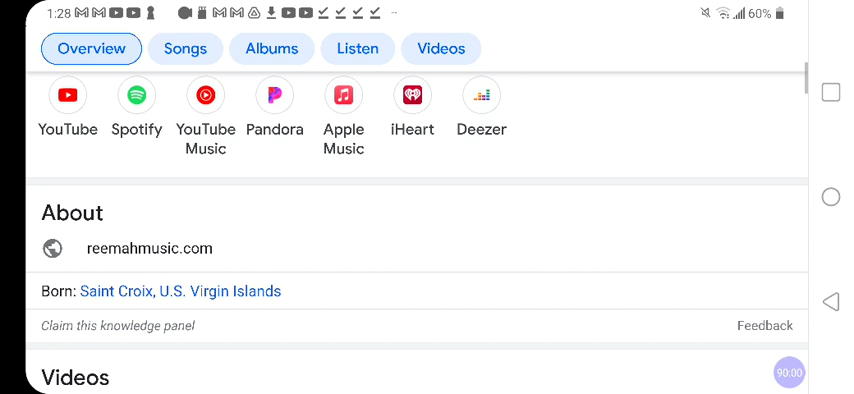 1:28 60%
Overview Songs Albums Listen Videos
YouTube Spotify YouTube Music Pandora Apple Music iHeart Deezer
About
reemahmusic.com
Born: Saint Croix, U.S. Virgin Islands
Claim this knowledge panel Feedback
Videos
90:00